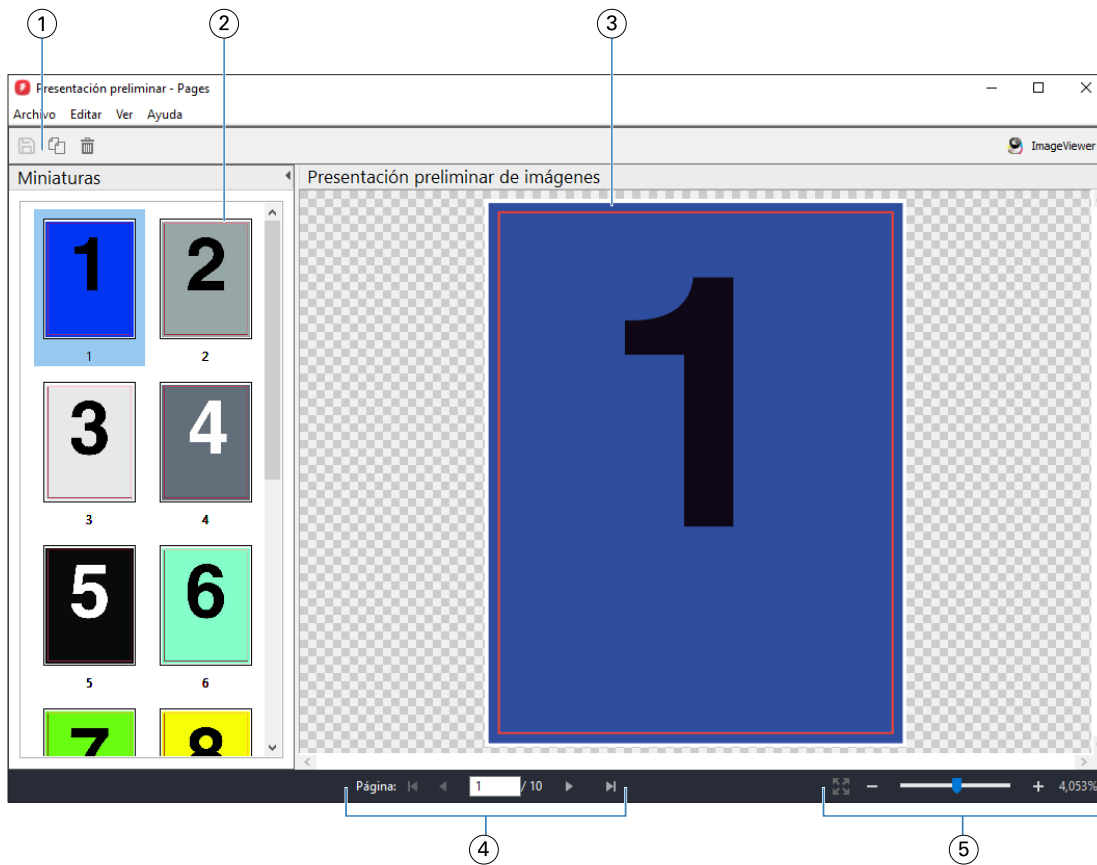 1 2 3
Presentación preliminar - Pages
Archivo Editar Ver Ayuda
ImageViewer
Miniaturas
Presentación preliminar de imágenes
1 2
1 2
3 4
3 4
5 6
5 6
7 8
1
Página: 1 / 10
4,053%
4 5